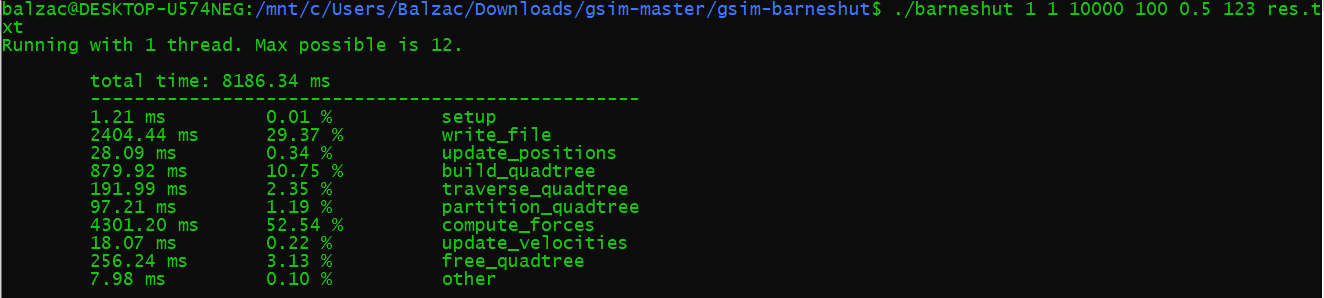 balzac@DESKTOP-U574NEG:/mnt/c/Users/Balzac/Downloads/gsim-master/gsim-barneshut$ ./barneshut 1 1 10000 100 0.5 123 res.t
xt
Running with 1 thread. Max possible is 12.
total time: 8186.34 ms
--------------------------------------------------
1.21 ms 0.01 % setup
2404.44 ms 29.37 % write_file
28.09 ms 0.34 % update_positions
879.92 ms 10.75 % build_quadtree
191.99 ms 2.35 % traverse_quadtree
97.21 ms 1.19 % partition_quadtree
4301.20 ms 52.54 % compute_forces
18.07 ms 0.22 % update_velocities
256.24 ms 3.13 % free_quadtree
7.98 ms 0.10 % other